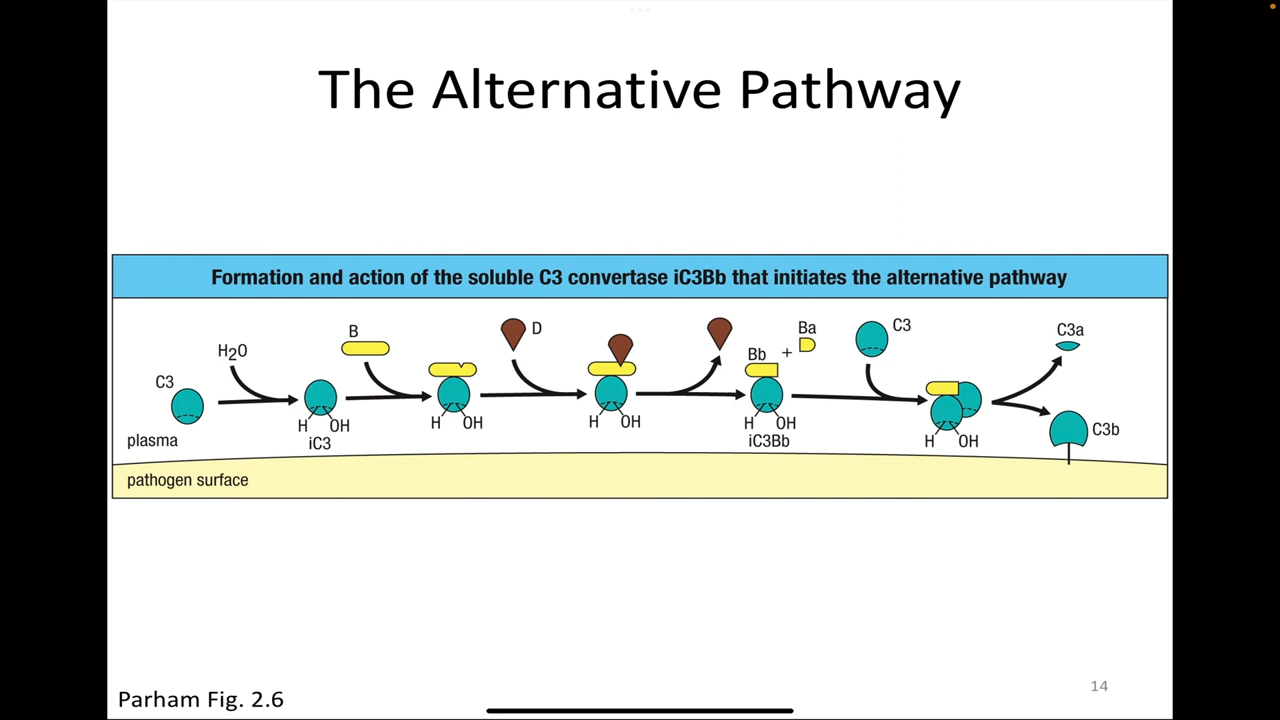 The Alternative Pathway
Formation and action of the soluble C3 convertase iC3Bb that initiates the alternative pathway
C3
H2O
H OH
iC3
B
H OH
D
H OH
Bb + Ba
H OH
iC3Bb
C3
H OH
C3a
C3b
plasma
pathogen surface
Parham Fig. 2.6
14